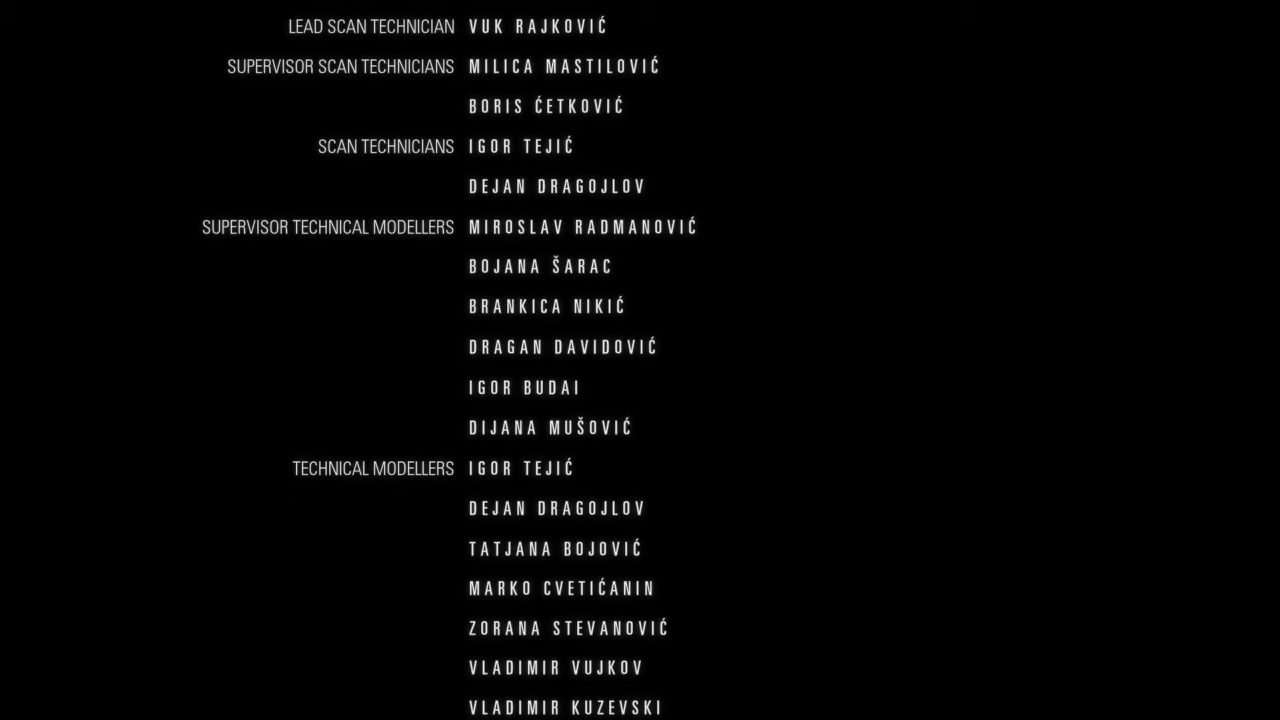 LEAD SCAN TECHNICIAN VUK RAJKOVIĆ
SUPERVISOR SCAN TECHNICIANS MILICA MASTILOVIĆ
BORIS ĆETKOVIĆ
SCAN TECHNICIANS IGOR TEJIĆ
DEJAN DRAGOJLOV
SUPERVISOR TECHNICAL MODELLERS MIROSLAV RADMANOVIĆ
BOJANA ŠARAC
BRANKICA NIKIĆ
DRAGAN DAVIDOVIĆ
IGOR BUDAI
DIJANA MUŠOVIĆ
TECHNICAL MODELLERS IGOR TEJIĆ
DEJAN DRAGOJLOV
TATJANA BOJOVIĆ
MARKO CVETIĆANIN
ZORANA STEVANOVIĆ
VLADIMIR VUJKOV
VLADIMIR KUZEVSKI